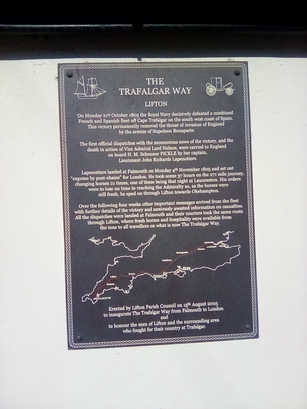 THE
TRAFALGAR WAY
LIFTON
On Monday 21st October 1805 the Royal Navy decisively defeated a combined
French and Spanish fleet off Cape Trafalgar on the south west coast of Spain.
This victory permanently removed the threat of invasion of England
by the armies of Napoleon Bonaparte.
The first official dispatches with the momentous news of the victory, and the
death in action of Vice Admiral Lord Nelson, were carried to England
on board H. M. Schooner PICKLE by her captain,
Lieutenant John Richards Lapenotiere.
Lapenotiere landed at Falmouth on Monday 4th November 1805 and set out
"express by post-chaise" for London. He took some 37 hours on the 271 mile journey,
changing horses 21 times, one of these being that night at Launceston. His orders
were to lose no time in reaching the Admiralty so, as the horses were
still fresh, he sped on through Lifton towards Okehampton.
Over the following four weeks other important messages arrived from the fleet
with further details of the victory and anxiously awaited information on casualties.
All the dispatches were landed at Falmouth and their couriers took the same route
through Lifton, where fresh horses and hospitality were available from
the inns to all travellers on what is now The Trafalgar Way.
Erected by Lifton Parish Council on 15th August 2005
to inaugurate The Trafalgar Way from Falmouth to London
and
to honour the men of Lifton and the surrounding area
who fought for their country at Trafalgar.